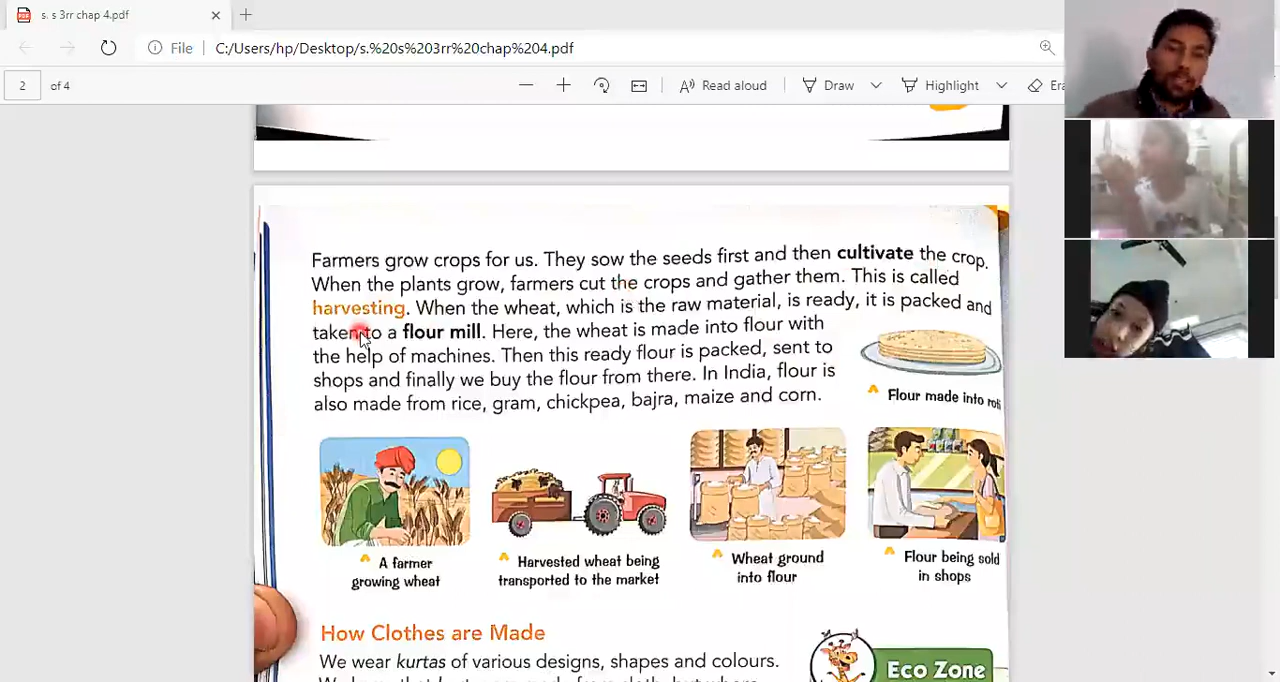 s. s 3rr chap 4.pdf
File
C:/Users/hp/Desktop/s.%20s%203rr%20chap%204.pdf
2
of 4
Read aloud
Draw
Highlight
Era
Farmers grow crops for us. They sow the seeds first and then cultivate the crop.
When the plants grow, farmers cut the crops and gather them. This is called
harvesting. When the wheat, which is the raw material, is ready, it is packed and
taken to a flour mill. Here, the wheat is made into flour with
the help of machines. Then this ready flour is packed, sent to
shops and finally we buy the flour from there. In India, flour is
also made from rice, gram, chickpea, bajra, maize and corn.
Flour made into roti
A farmer
growing wheat
Harvested wheat being
transported to the market
Wheat ground
into flour
Flour being sold
in shops
How Clothes are Made
Eco Zone
We wear kurtas of various designs, shapes and colours.